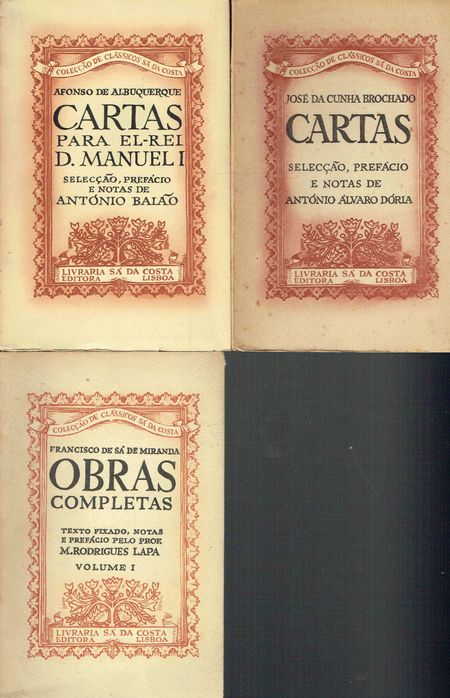 COLECÇÃO DE CLÁSSICOS SÁ DA COSTA
AFONSO DE ALBUQUERQUE
CARTAS
PARA EL-REI
D. MANUEL I
SELECÇÃO, PREFÁCIO
E NOTAS DE
ANTÓNIO BAIÃO
LIVRARIA SÁ DA COSTA
EDITORA LISBOA
COLECÇÃO DE CLÁSSICOS SÁ DA COSTA
JOSÉ DA CUNHA BROCHADO
CARTAS
SELECÇÃO, PREFÁCIO
E NOTAS DE
ANTÓNIO ÁLVARO DÓRIA
LIVRARIA SÁ DA COSTA
EDITORA LISBOA
COLECÇÃO DE CLÁSSICOS SÁ DA COSTA
FRANCISCO DE SÁ DE MIRANDA
OBRAS
COMPLETAS
TEXTO FIXADO, NOTAS
E PREFÁCIO PELO PROF.
M. RODRIGUES LAPA
VOLUME I
LIVRARIA SÁ DA COSTA
EDITORA LISBOA